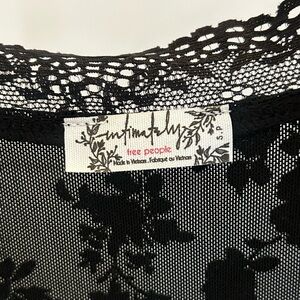 intimately
free people
Made in Vietnam . Fabriqué au Vietnam
S.P